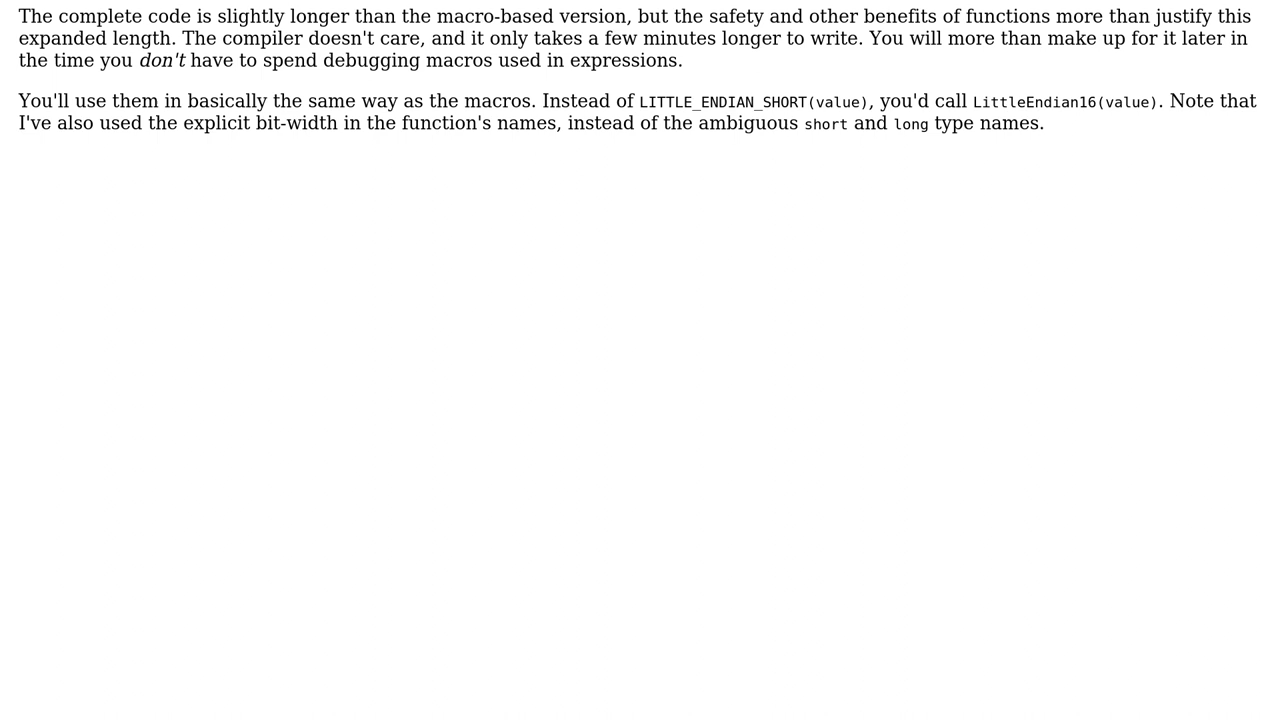 The complete code is slightly longer than the macro-based version, but the safety and other benefits of functions more than justify this
expanded length. The compiler doesn't care, and it only takes a few minutes longer to write. You will more than make up for it later in
the time you don't have to spend debugging macros used in expressions.
You'll use them in basically the same way as the macros. Instead of LITTLE_ENDIAN_SHORT(value), you'd call LittleEndian16(value). Note that
I've also used the explicit bit-width in the function's names, instead of the ambiguous short and long type names.